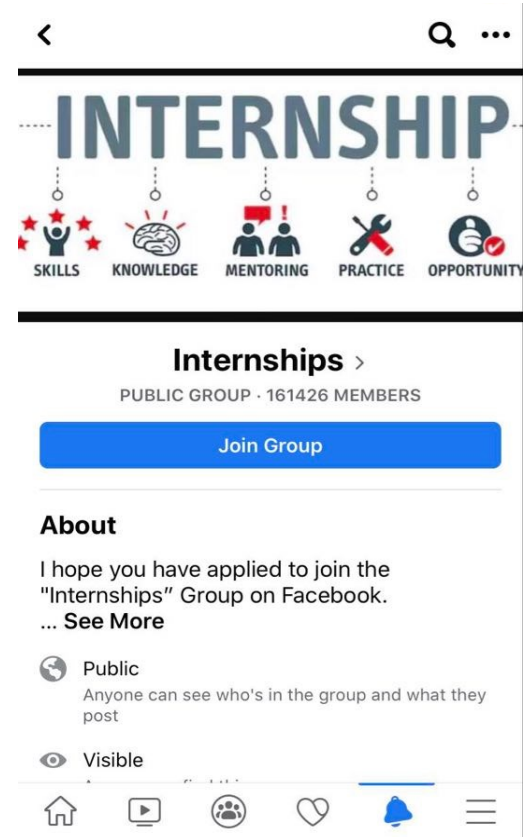 INTERNSHIP
SKILLS KNOWLEDGE MENTORING PRACTICE OPPORTUNITY
Internships
PUBLIC GROUP · 161426 MEMBERS
Join Group
About
I hope you have applied to join the
"Internships” Group on Facebook.
... See More
Public
Anyone can see who's in the group and what they
post
Visible